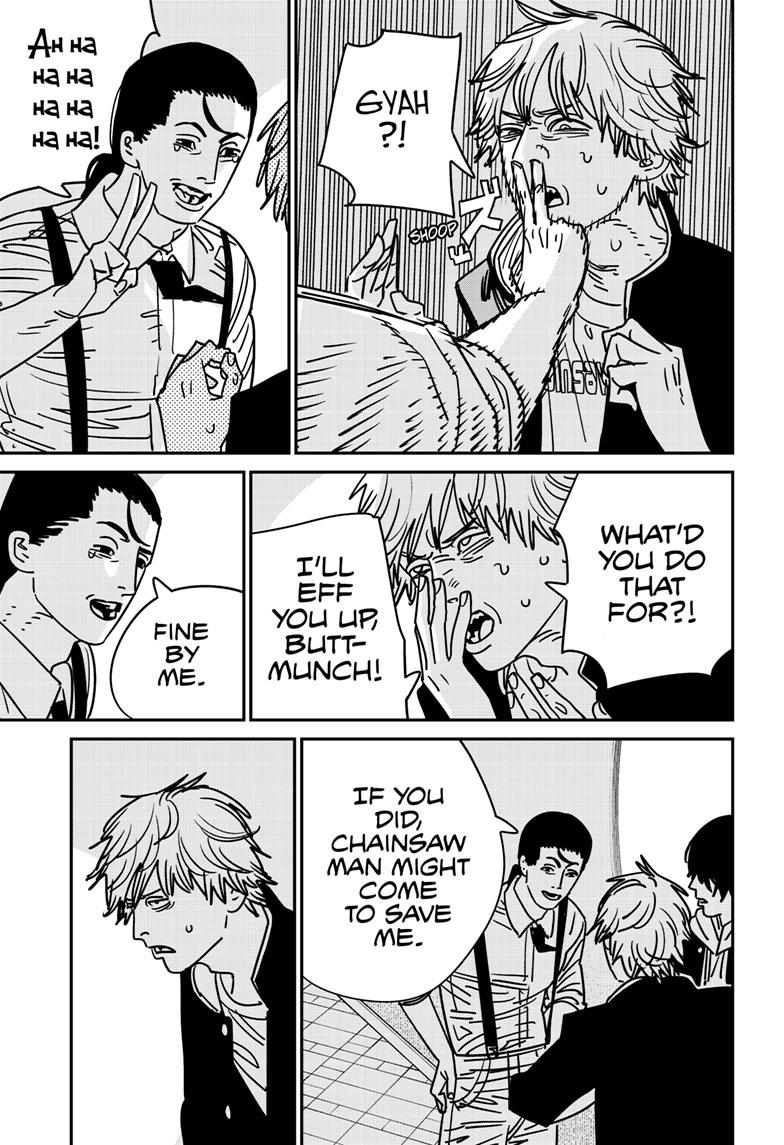 GYAH
?!
ズ
SHOOP
AH HA
HA HA
HA HA
HA HA!
WHAT'D
YOU DO
THAT
FOR?!
I'LL
EFF
YOU UP,
BUTT-
MUNCH!
FINE
BY
ME.
IF YOU
DID,
CHAINSAW
MAN MIGHT
COME
TO SAVE
ME.